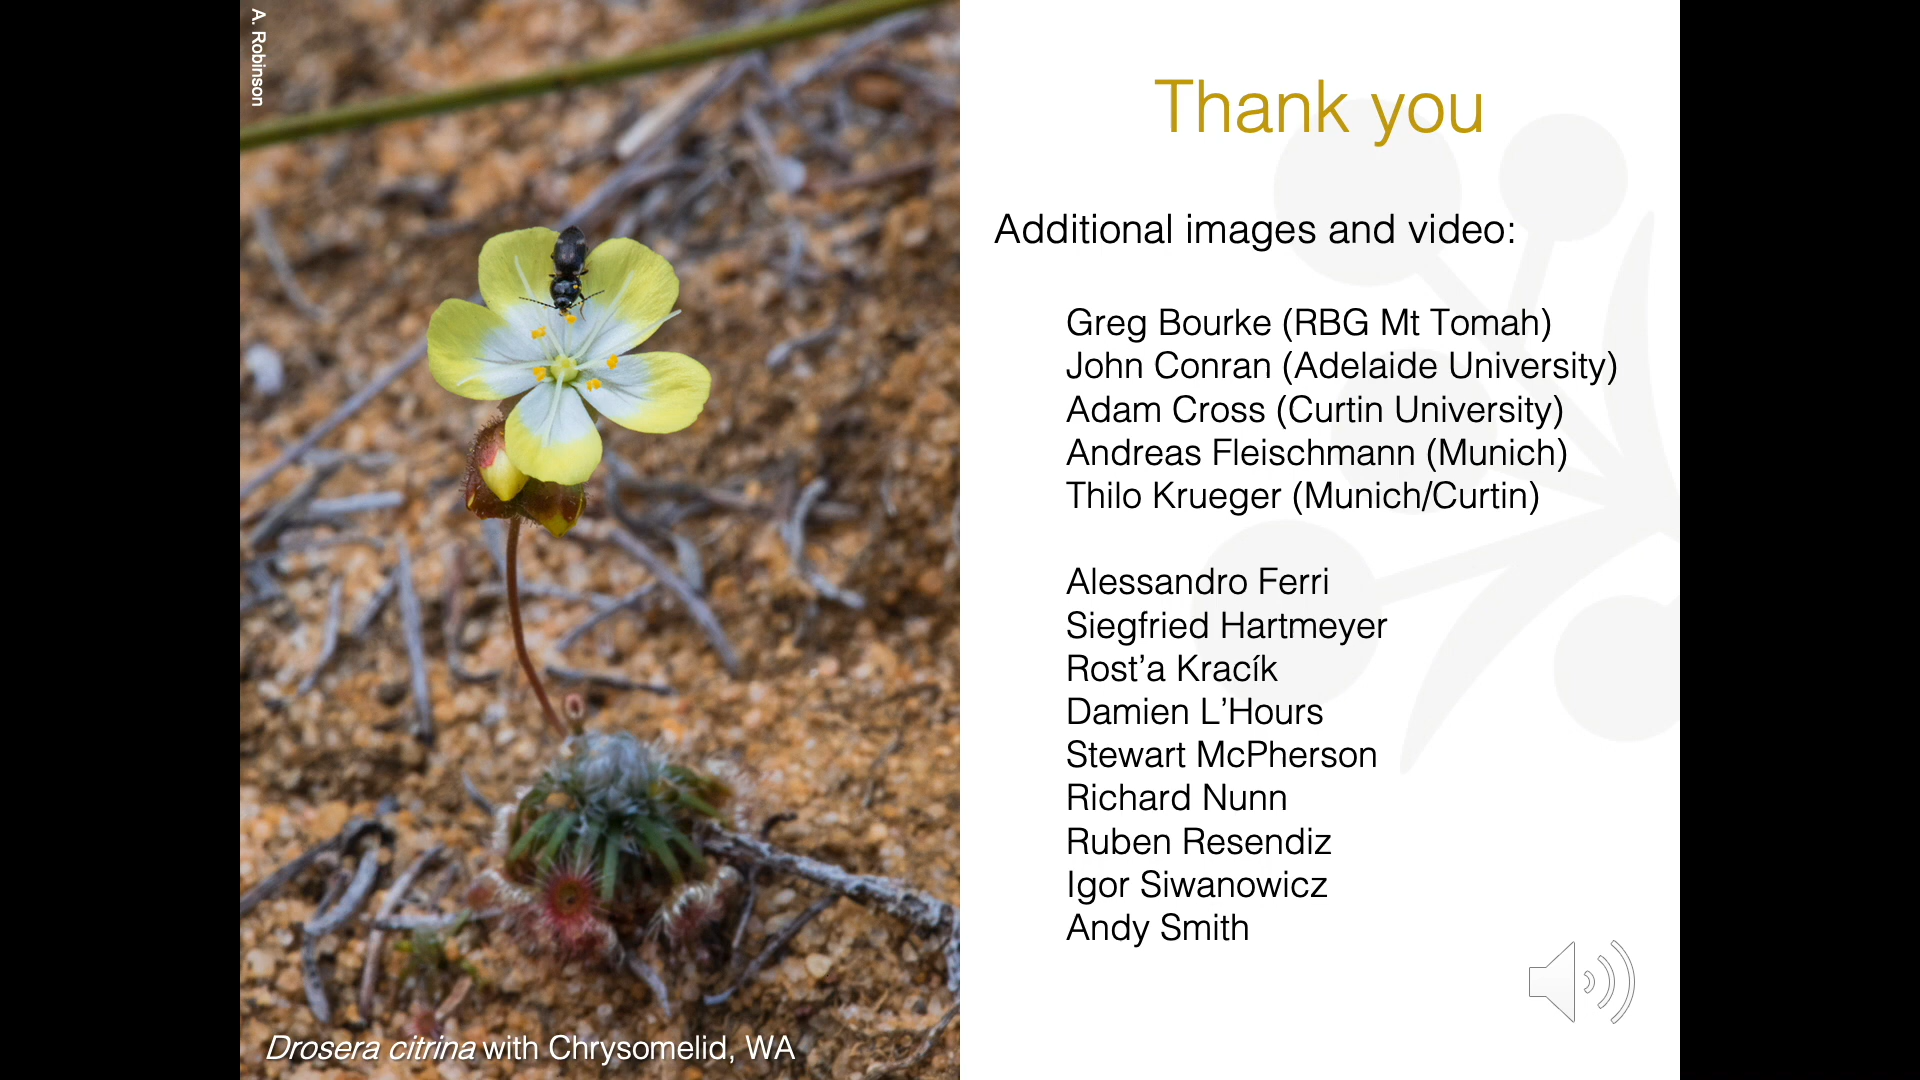 A. Robinson
Drosera citrina with Chrysomelid, WA
Thank you
Additional images and video:
Greg Bourke (RBG Mt Tomah)
John Conran (Adelaide University)
Adam Cross (Curtin University)
Andreas Fleischmann (Munich)
Thilo Krueger (Munich/Curtin)
Alessandro Ferri
Siegfried Hartmeyer
Rost’a Kracík
Damien L’Hours
Stewart McPherson
Richard Nunn
Ruben Resendiz
Igor Siwanowicz
Andy Smith